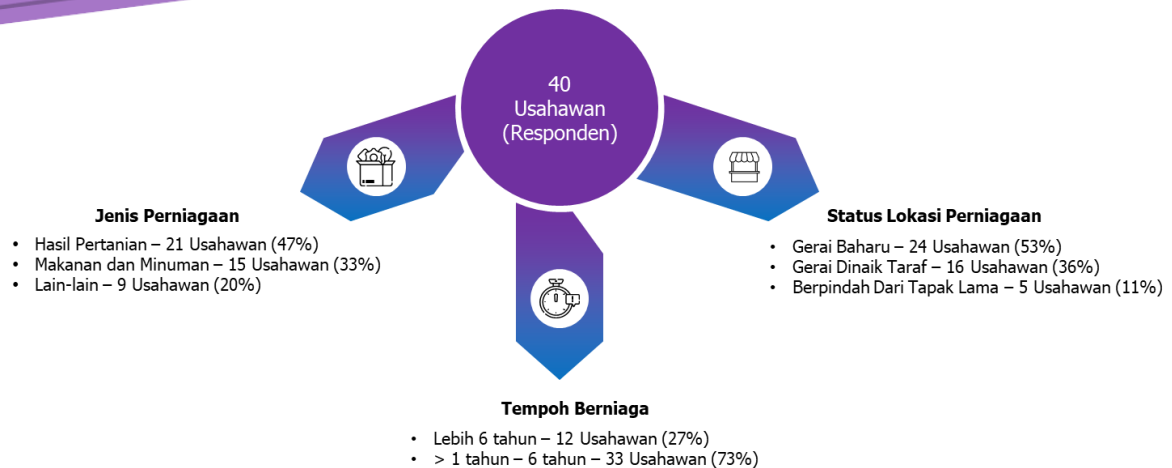 40
Usahawan
(Responden)
Jenis Perniagaan
• Hasil Pertanian – 21 Usahawan (47%)
• Makanan dan Minuman – 15 Usahawan (33%)
• Lain-lain – 9 Usahawan (20%)
Status Lokasi Perniagaan
• Gerai Baharu – 24 Usahawan (53%)
• Gerai Dinaik Taraf – 16 Usahawan (36%)
• Berpindah Dari Tapak Lama – 5 Usahawan (11%)
Tempoh Berniaga
• Lebih 6 tahun – 12 Usahawan (27%)
• > 1 tahun – 6 tahun – 33 Usahawan (73%)